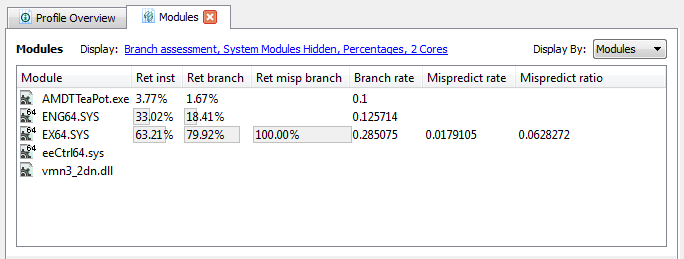 Profile Overview Modules
Modules Display: Branch assessment, System Modules Hidden, Percentages, 2 Cores Display By: Modules
Module Ret inst Ret branch Ret misp branch Branch rate Mispredict rate Mispredict ratio
AMDTTeaPot.exe 3.77% 1.67% 0.1
64 ENG64.SYS 33.02% 18.41% 0.125714
64 EX64.SYS 63.21% 79.92% 100.00% 0.285075 0.0179105 0.0628272
64 eeCtrl64.sys
vmn3_2dn.dll